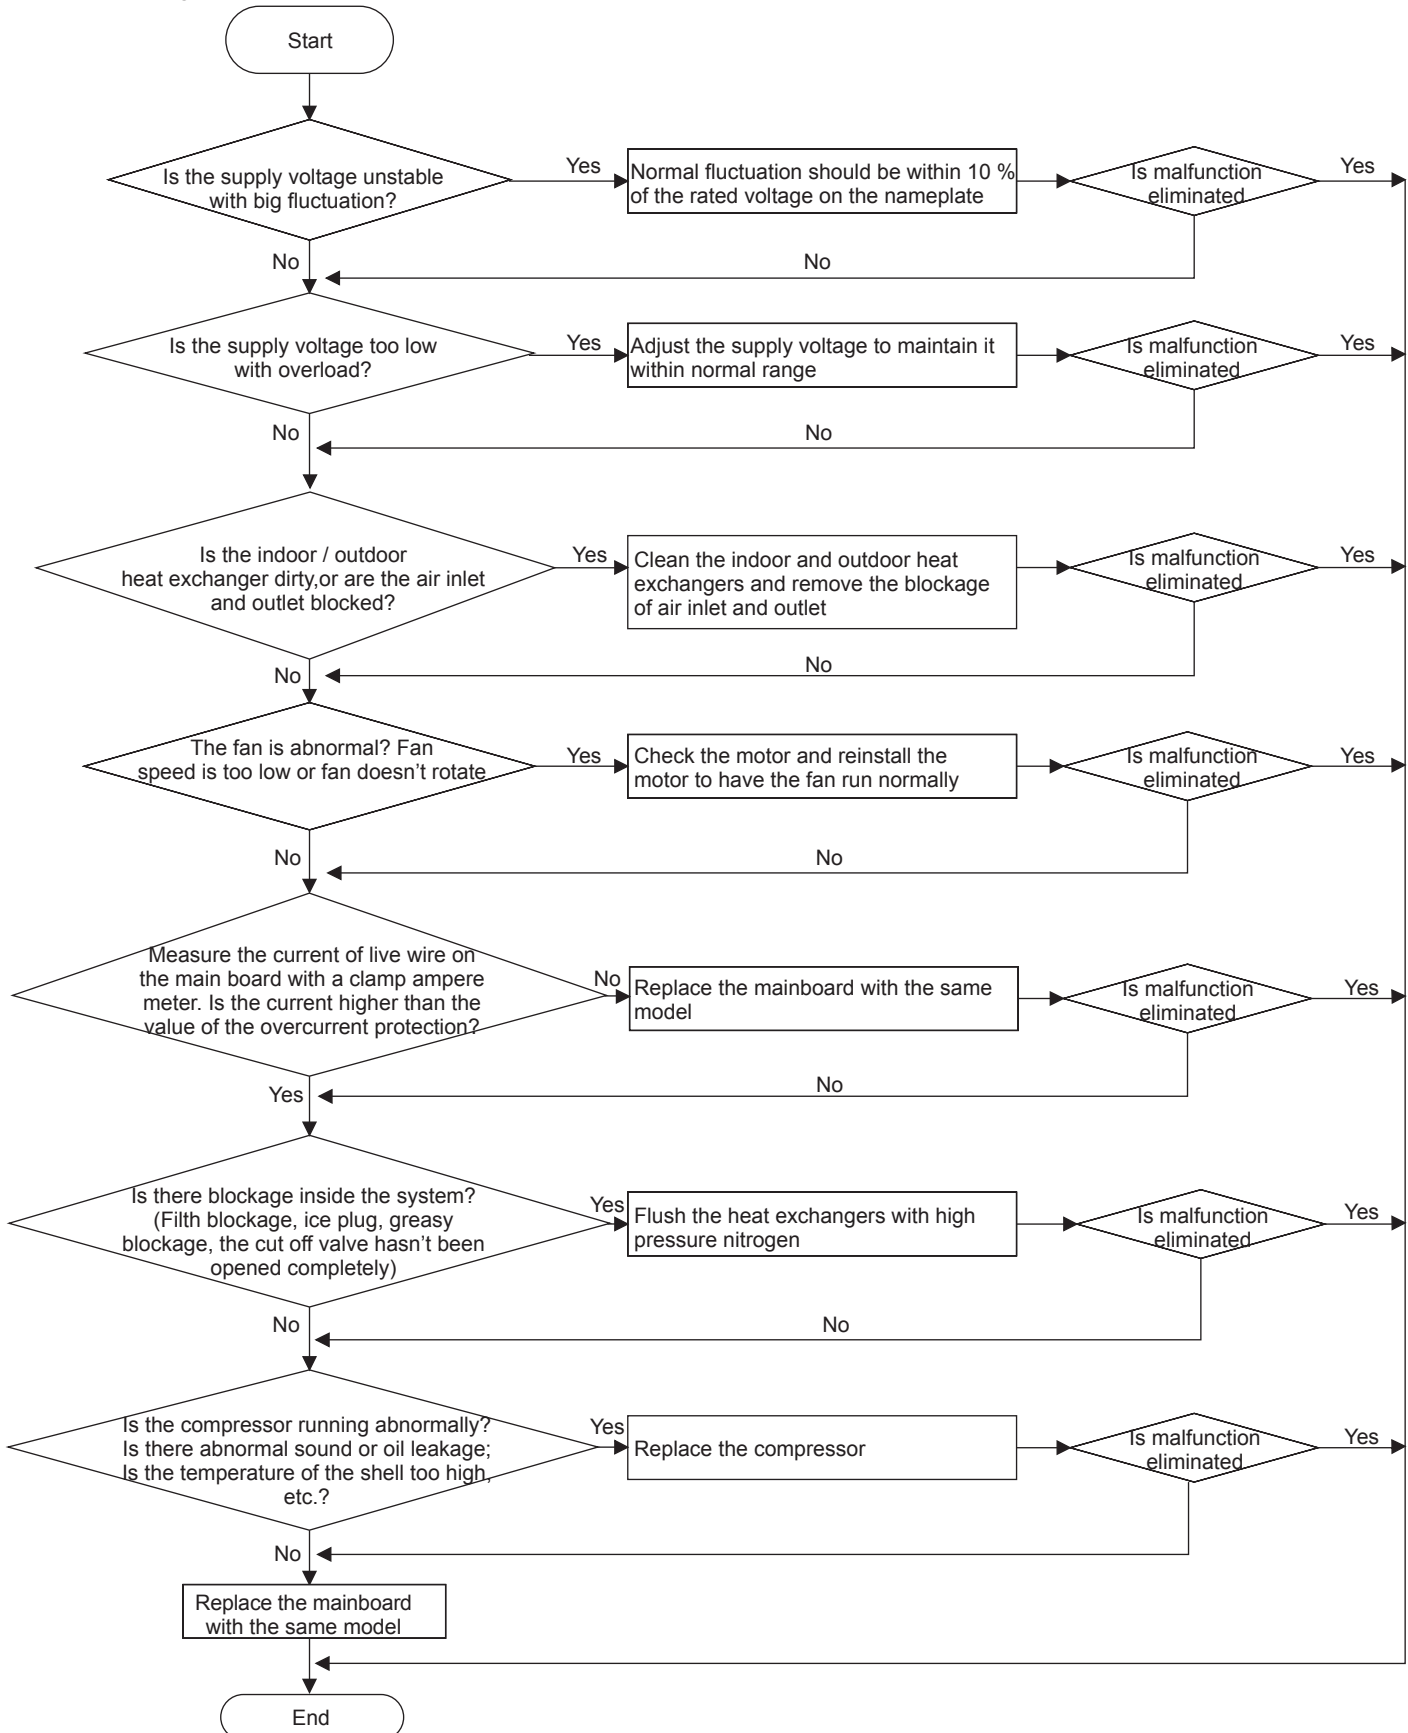 Start
Is the supply voltage unstable
with big fluctuation?
Yes
Normal fluctuation should be within 10 %
of the rated voltage on the nameplate
Is malfunction
eliminated
Yes
No
No
Is the supply voltage too low
with overload?
Yes
Adjust the supply voltage to maintain it
within normal range
Is malfunction
eliminated
Yes
No
No
Is the indoor / outdoor
heat exchanger dirty,or are the air inlet
and outlet blocked?
Yes
Clean the indoor and outdoor heat
exchangers and remove the blockage
of air inlet and outlet
Is malfunction
eliminated
Yes
No
No
The fan is abnormal? Fan
speed is too low or fan doesn't rotate
Yes
Check the motor and reinstall the
motor to have the fan run normally
Is malfunction
eliminated
Yes
No
No
Measure the current of live wire on
the main board with a clamp ampere
meter. Is the current higher than the
value of the overcurrent protection?
No
Replace the mainboard with the same
model
Is malfunction
eliminated
Yes
Yes
No
Is there blockage inside the system?
(Filth blockage, ice plug, greasy
blockage, the cut off valve hasn't been
opened completely)
Yes
Flush the heat exchangers with high
pressure nitrogen
Is malfunction
eliminated
Yes
No
No
Is the compressor running abnormally?
Is there abnormal sound or oil leakage;
Is the temperature of the shell too high,
etc.?
Yes
Replace the compressor
Is malfunction
eliminated
Yes
No
Replace the mainboard
with the same model
End